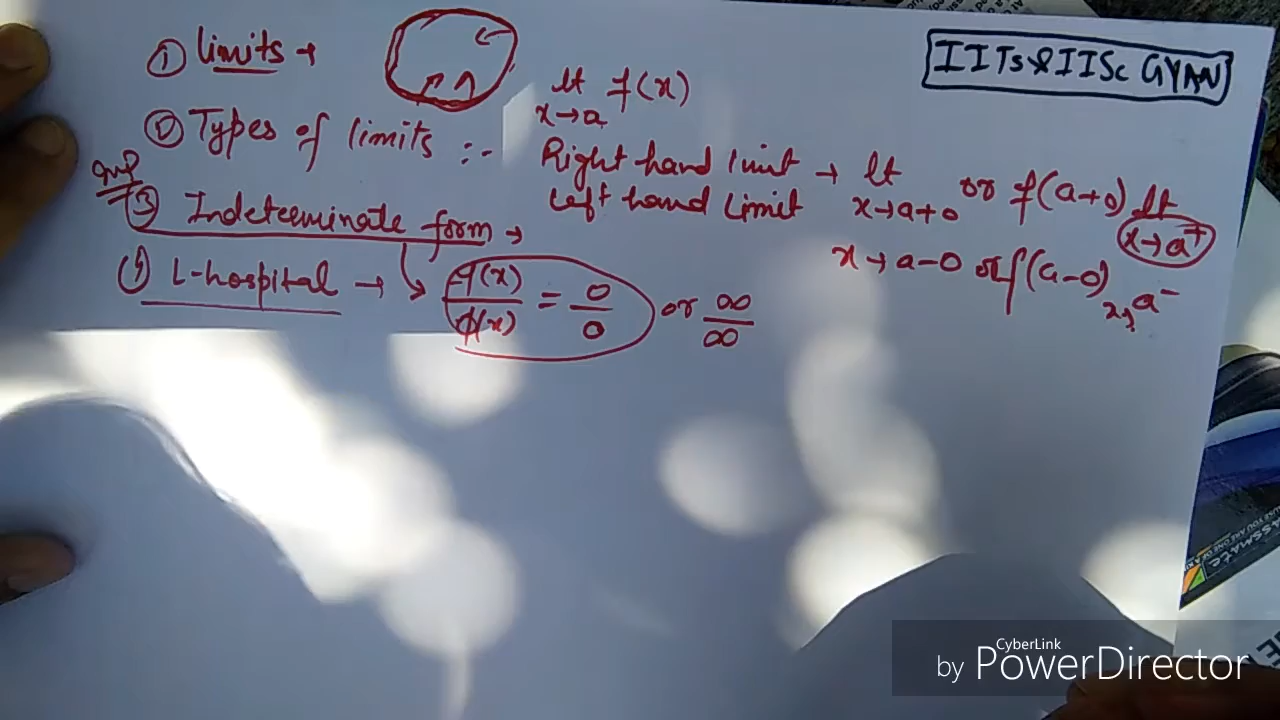 ① limits →
IITs & IISc GYAN
lt f(x)
x→a
② Types of limits :-
Right hand limit → lt x→a+0 or f(a+0) lt x→a⁺
Left hand Limit x→a-0 or f(a-0) x→a⁻
Imp
③ Indeterminate form →
④ L-hospital → f(x)/ϕ(x) = 0/0 or ∞/∞
CLASSMATE
CyberLink
by PowerDirector